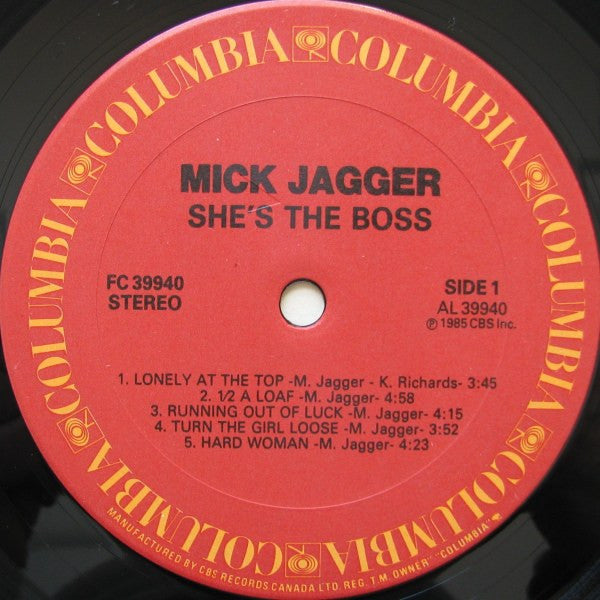 COLUMBIA COLUMBIA COLUMBIA COLUMBIA COLUMBIA COLUMBIA
MICK JAGGER
SHE'S THE BOSS
FC 39940
STEREO
SIDE 1
AL 39940
℗ 1985 CBS Inc.
1. LONELY AT THE TOP -M. Jagger - K. Richards- 3:45
2. 1/2 A LOAF -M. Jagger- 4:58
3. RUNNING OUT OF LUCK -M. Jagger- 4:15
4. TURN THE GIRL LOOSE -M. Jagger- 3:52
5. HARD WOMAN -M. Jagger- 4:23
MANUFACTURED BY CBS RECORDS CANADA LTD. REG. T.M. OWNER "COLUMBIA"